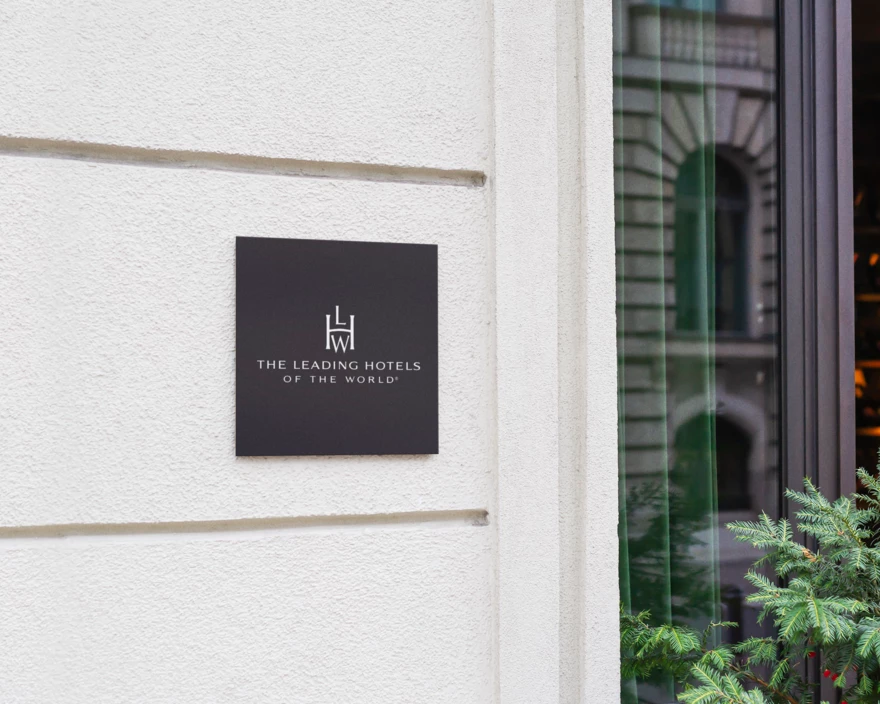 LHW
THE LEADING HOTELS
OF THE WORLD®